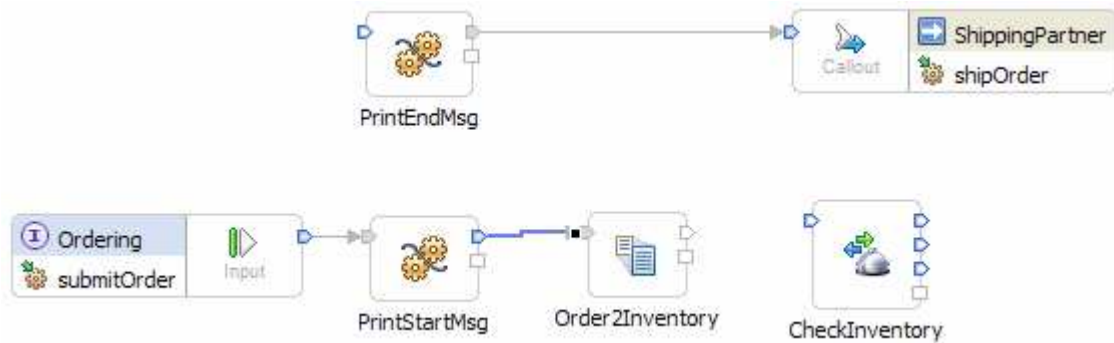 ShippingPartner
Callout
shipOrder
PrintEndMsg
Ordering
Input
submitOrder
PrintStartMsg
Order2Inventory
CheckInventory